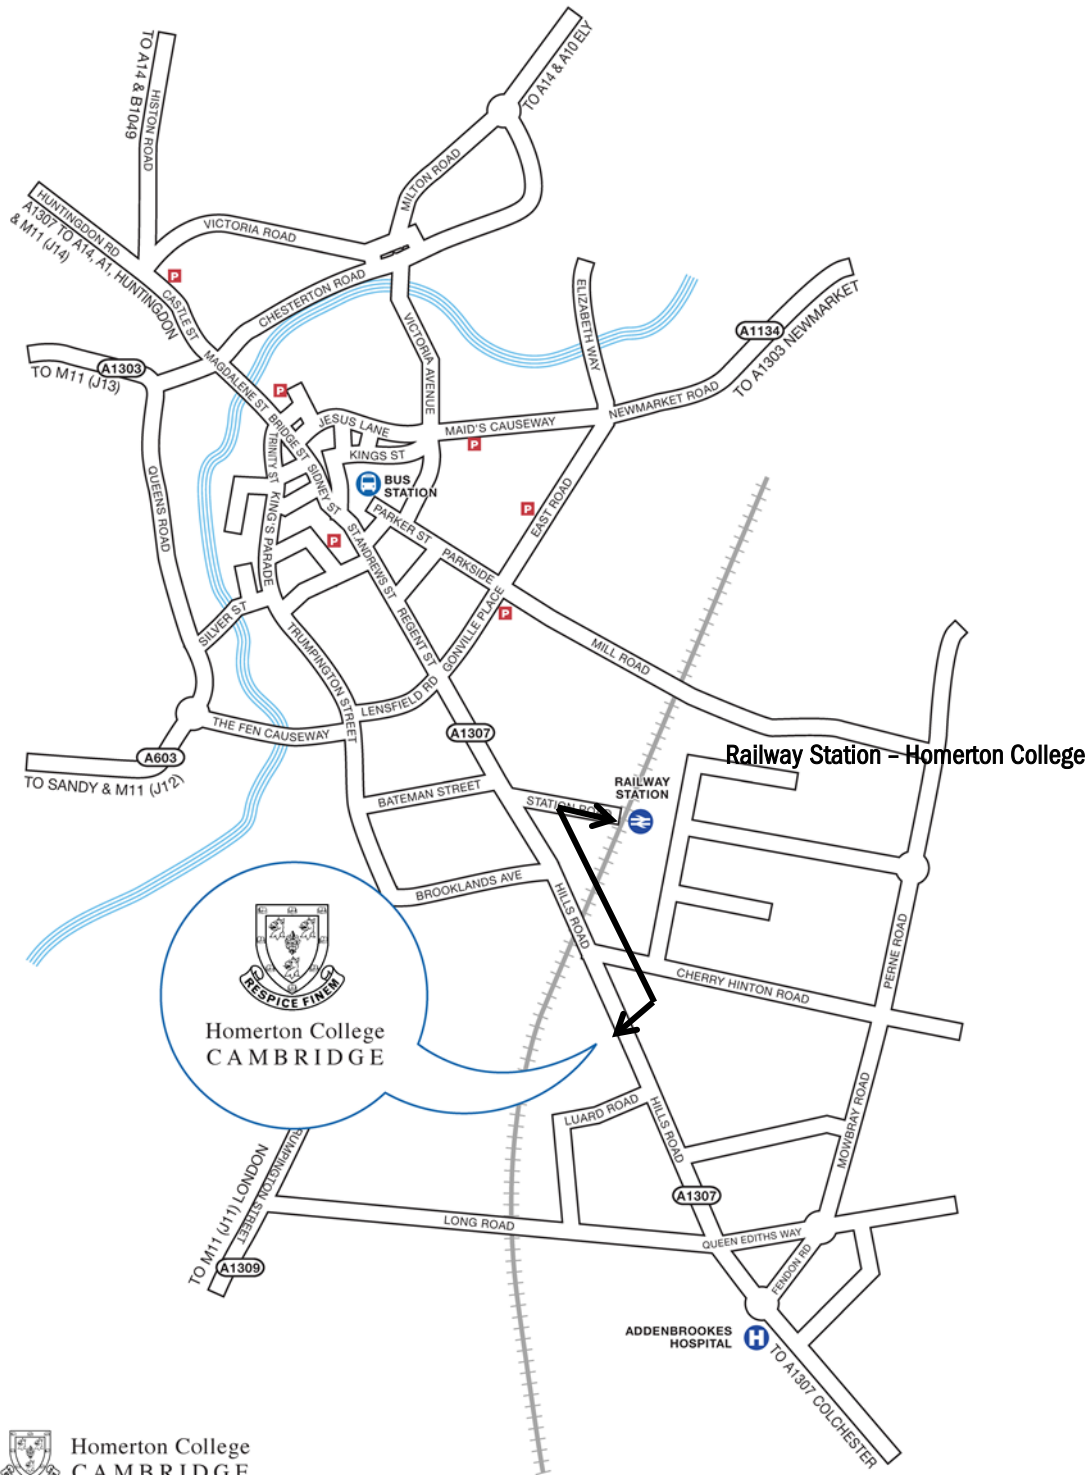 TO A14 & A10 ELY
TO A14 & B1049
HISTON ROAD
MILTON ROAD
HUNTINGDON RD
A1307 TO A14, A1, HUNTINGDON
& M11 (J14)
VICTORIA ROAD
P
CASTLE ST
CHESTERTON ROAD
ELIZABETH WAY
VICTORIA AVENUE
A1134
TO A1303 NEWMARKET
A1303
TO M11 (J13)
MAGDALENE ST
P
BRIDGE ST
JESUS LANE
MAID'S CAUSEWAY
NEWMARKET ROAD
P
TRINITY ST
KINGS ST
SIDNEY ST
BUS
STATION
QUEENS ROAD
KING'S PARADE
PARKER ST
P
EAST ROAD
P
ST.ANDREWS ST
PARKSIDE
GONVILLE PLACE
P
REGENT ST
SILVER ST
TRUMPINGTON STREET
MILL ROAD
LENSFIELD RD
THE FEN CAUSEWAY
A1307
A603
TO SANDY & M11 (J12)
Railway Station – Homerton College
RAILWAY
STATION
BATEMAN STREET
STATION ROAD
BROOKLANDS AVE
HILLS ROAD
RESPICE FINEM
Homerton College
CAMBRIDGE
CHERRY HINTON ROAD
PERNE ROAD
LUARD ROAD
HILLS ROAD
MOWBRAY ROAD
RUMPINGTON STREET
TO M11 (J11) LONDON
A1309
LONG ROAD
A1307
QUEEN EDITHS WAY
FENDON RD
ADDENBROOKES
HOSPITAL
H
TO A1307 COLCHESTER
Homerton College
CAMBRIDGE